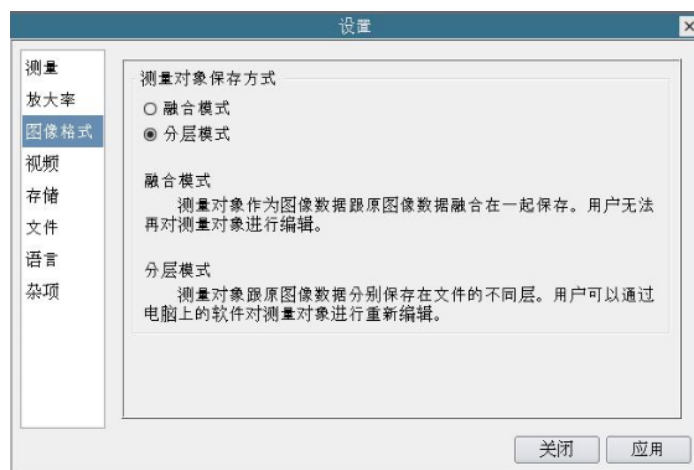 设置
测量
放大率
图像格式
视频
存储
文件
语言
杂项
测量对象保存方式
融合模式
分层模式
融合模式
测量对象作为图像数据跟原图像数据融合在一起保存。用户无法
再对测量对象进行编辑。
分层模式
测量对象跟原图像数据分别保存在文件的不同层。用户可以通过
电脑上的软件对测量对象进行重新编辑。
关闭
应用